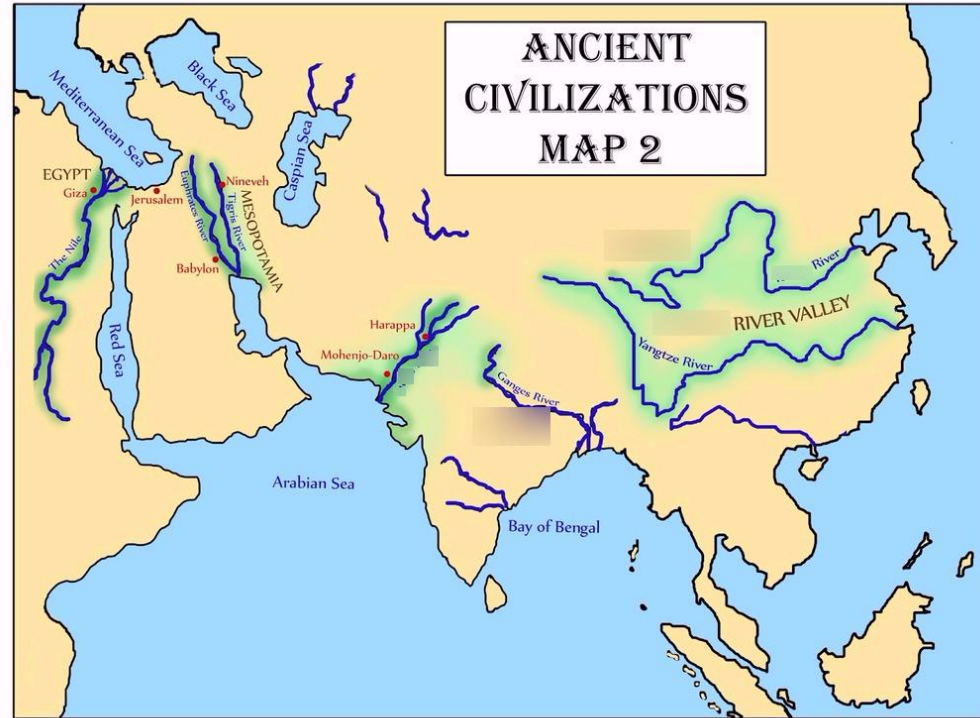 ANCIENT
CIVILIZATIONS
MAP 2
Mediterranean Sea
Black Sea
Caspian Sea
EGYPT
Giza
Jerusalem
The Nile
Euphrates River
Nineveh
Tigris River
MESOPOTAMIA
Babylon
Red Sea
Harappa
Mohenjo-Daro
Ganges River
River
RIVER VALLEY
Yangtze River
Arabian Sea
Bay of Bengal